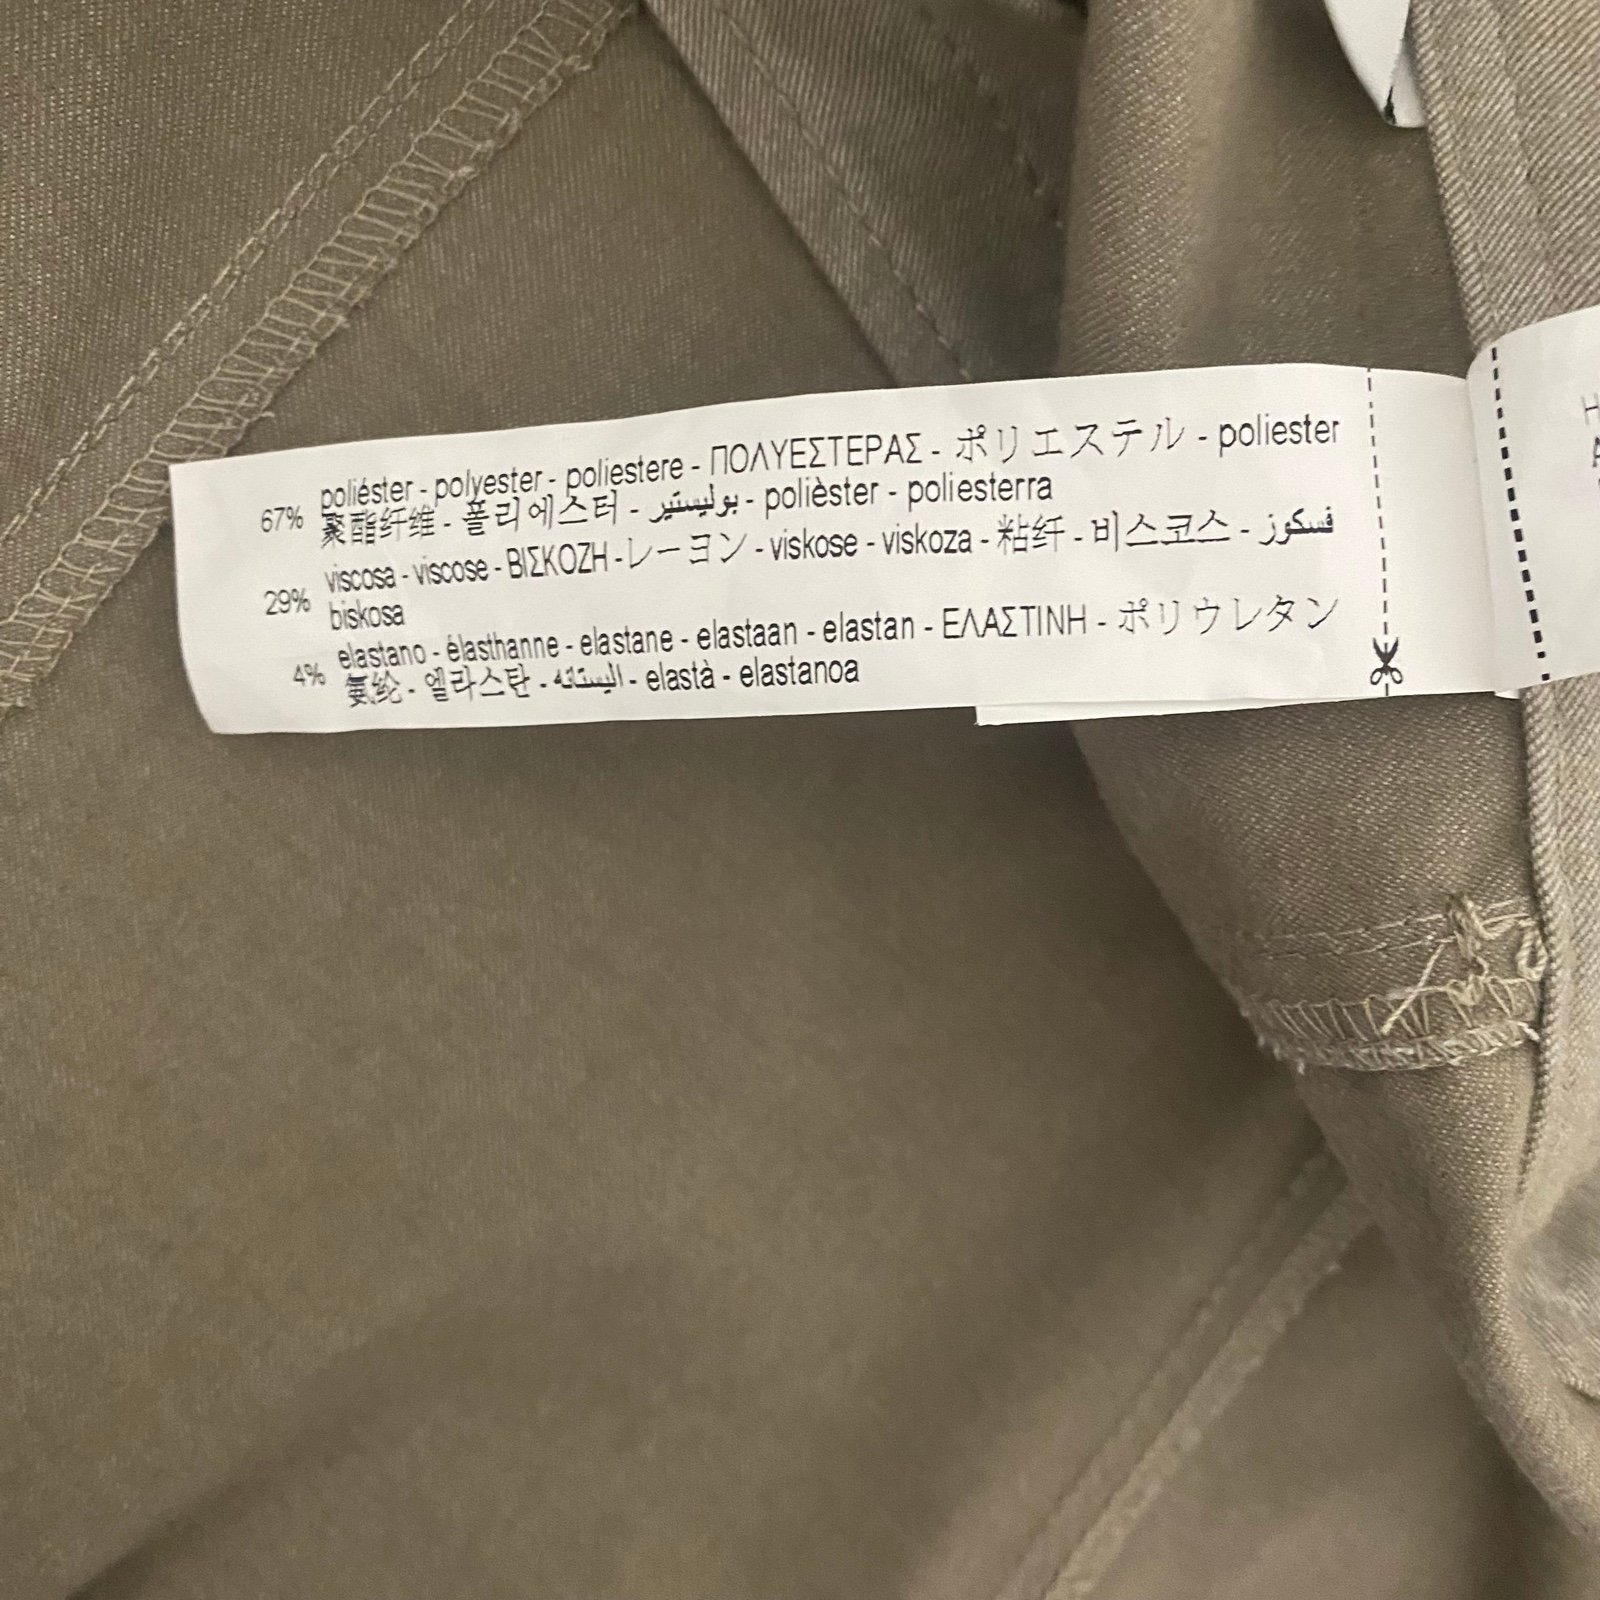 67% poliéster - polyester - poliestere - ΠΟΛΥΕΣΤΕΡΑΣ - ポリエステル - poliester
聚酯纤维 - 폴리에스터 - بوليستير - polièster - poliesterra
29% viscosa - viscose - ΒΙΣΚΟΖΗ - レーヨン - viskose - viskoza - 粘纤 - 비스코스 - فسكوز
biskosa
4% elastano - élasthanne - elastane - elastaan - elastan - ΕΛΑΣΤΙΝΗ - ポリウレタン
氨纶 - 엘라스탄 - اليستانه - elastà - elastanoa